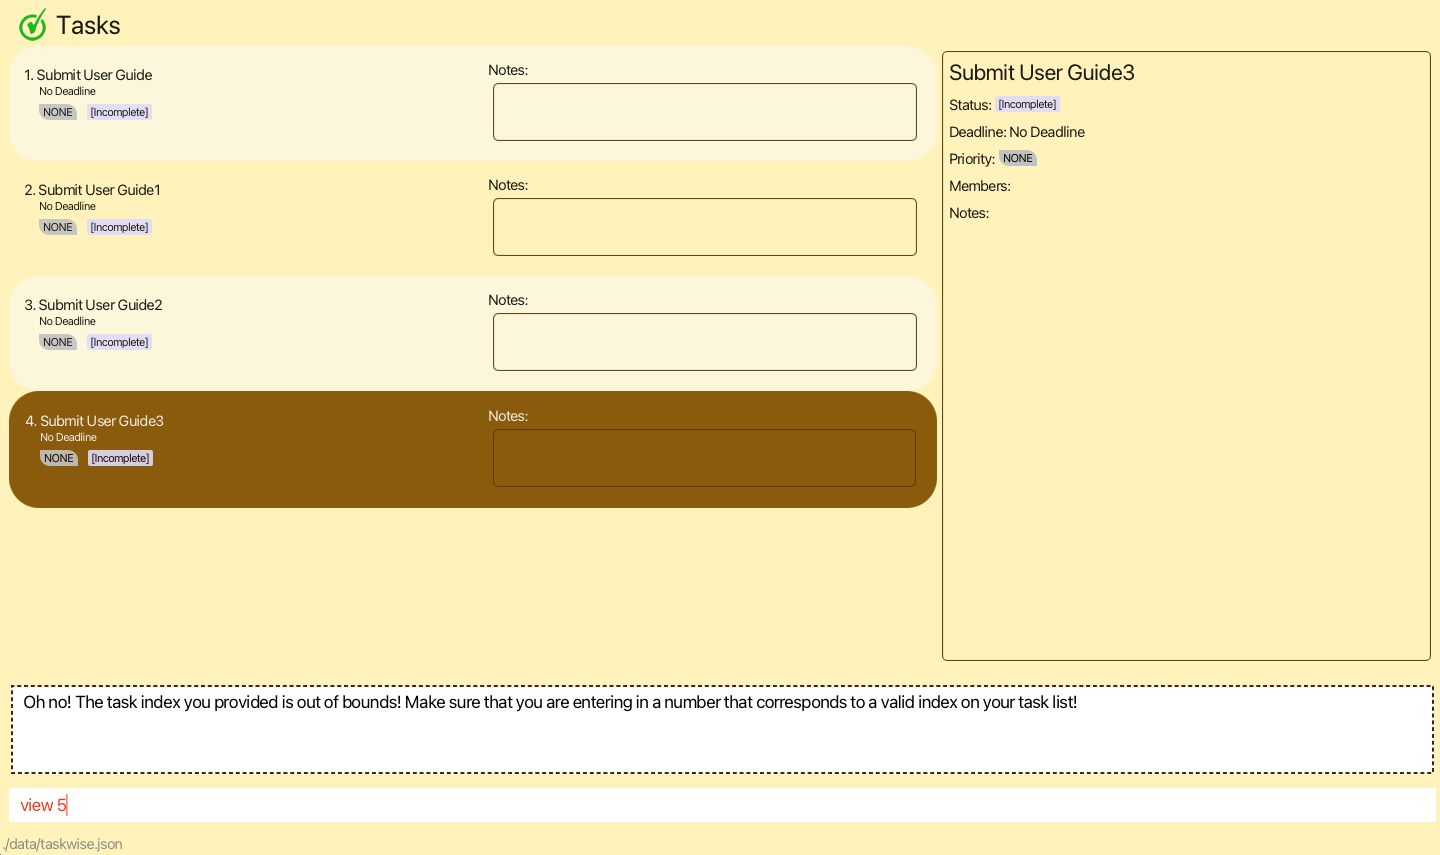 Tasks
1. Submit User Guide
No Deadline
NONE [Incomplete]
Notes:
2. Submit User Guide1
No Deadline
NONE [Incomplete]
Notes:
3. Submit User Guide2
No Deadline
NONE [Incomplete]
Notes:
4. Submit User Guide3
No Deadline
NONE [Incomplete]
Notes:
Submit User Guide3
Status: [Incomplete]
Deadline: No Deadline
Priority: NONE
Members:
Notes:
Oh no! The task index you provided is out of bounds! Make sure that you are entering in a number that corresponds to a valid index on your task list!
view 5
./data/taskwise.json